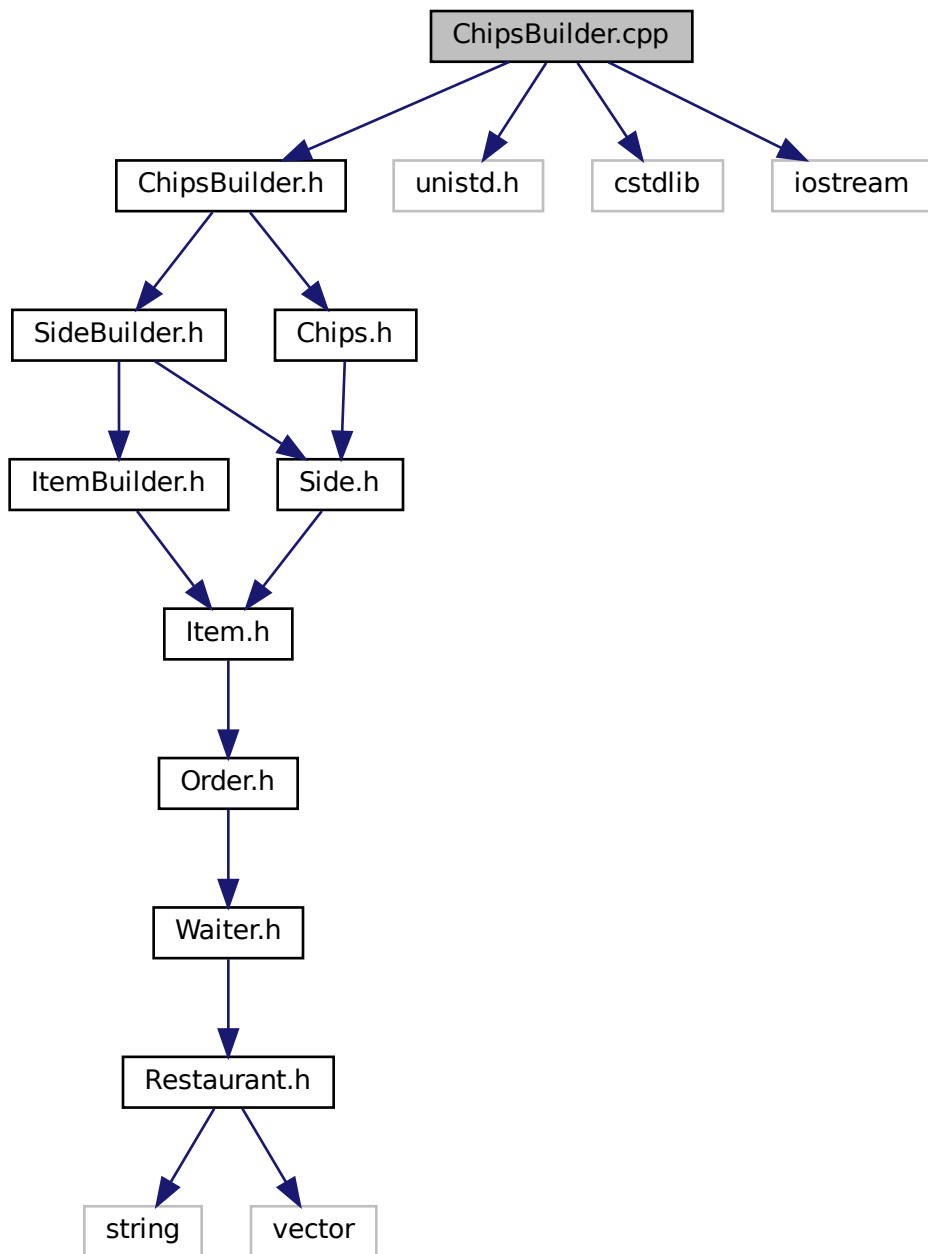 ChipsBuilder.cpp
ChipsBuilder.h
unistd.h
cstdlib
iostream
SideBuilder.h
Chips.h
ItemBuilder.h
Side.h
Item.h
Order.h
Waiter.h
Restaurant.h
string
vector